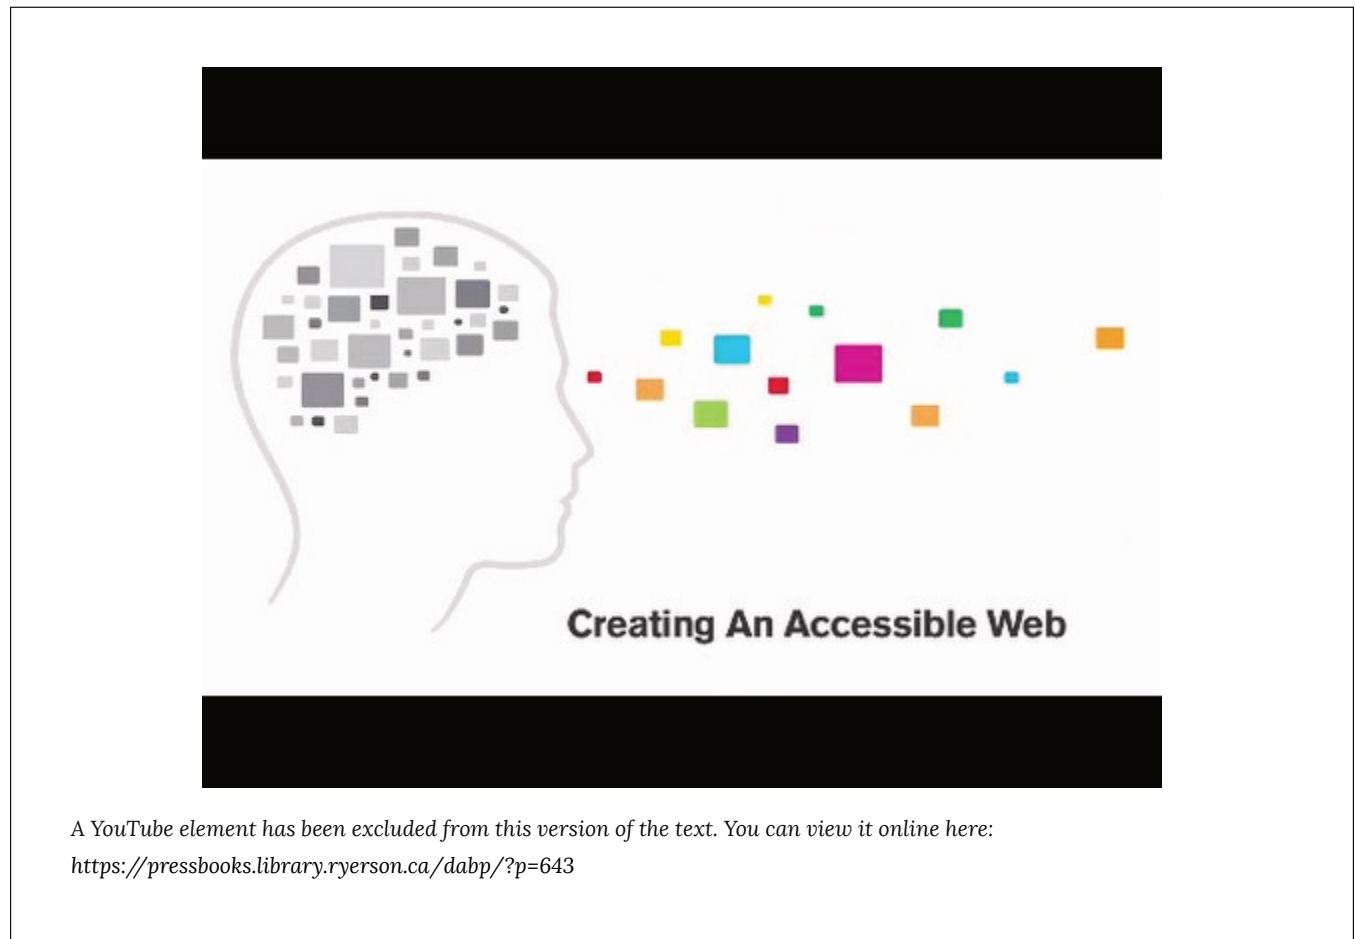 Creating An Accessible Web
A YouTube element has been excluded from this version of the text. You can view it online here:
https://pressbooks.library.ryerson.ca/dabp/?p=643